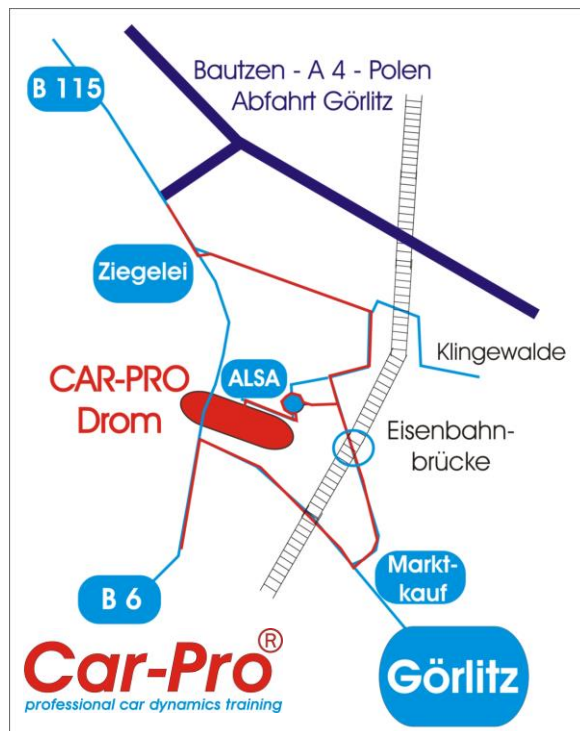 Bautzen - A 4 - Polen
Abfahrt Görlitz
B 115
Ziegelei
Klingewalde
CAR-PRO
Drom
ALSA
Eisenbahn-
brücke
Markt-
kauf
B 6
Görlitz
Car-Pro®
professional car dynamics training